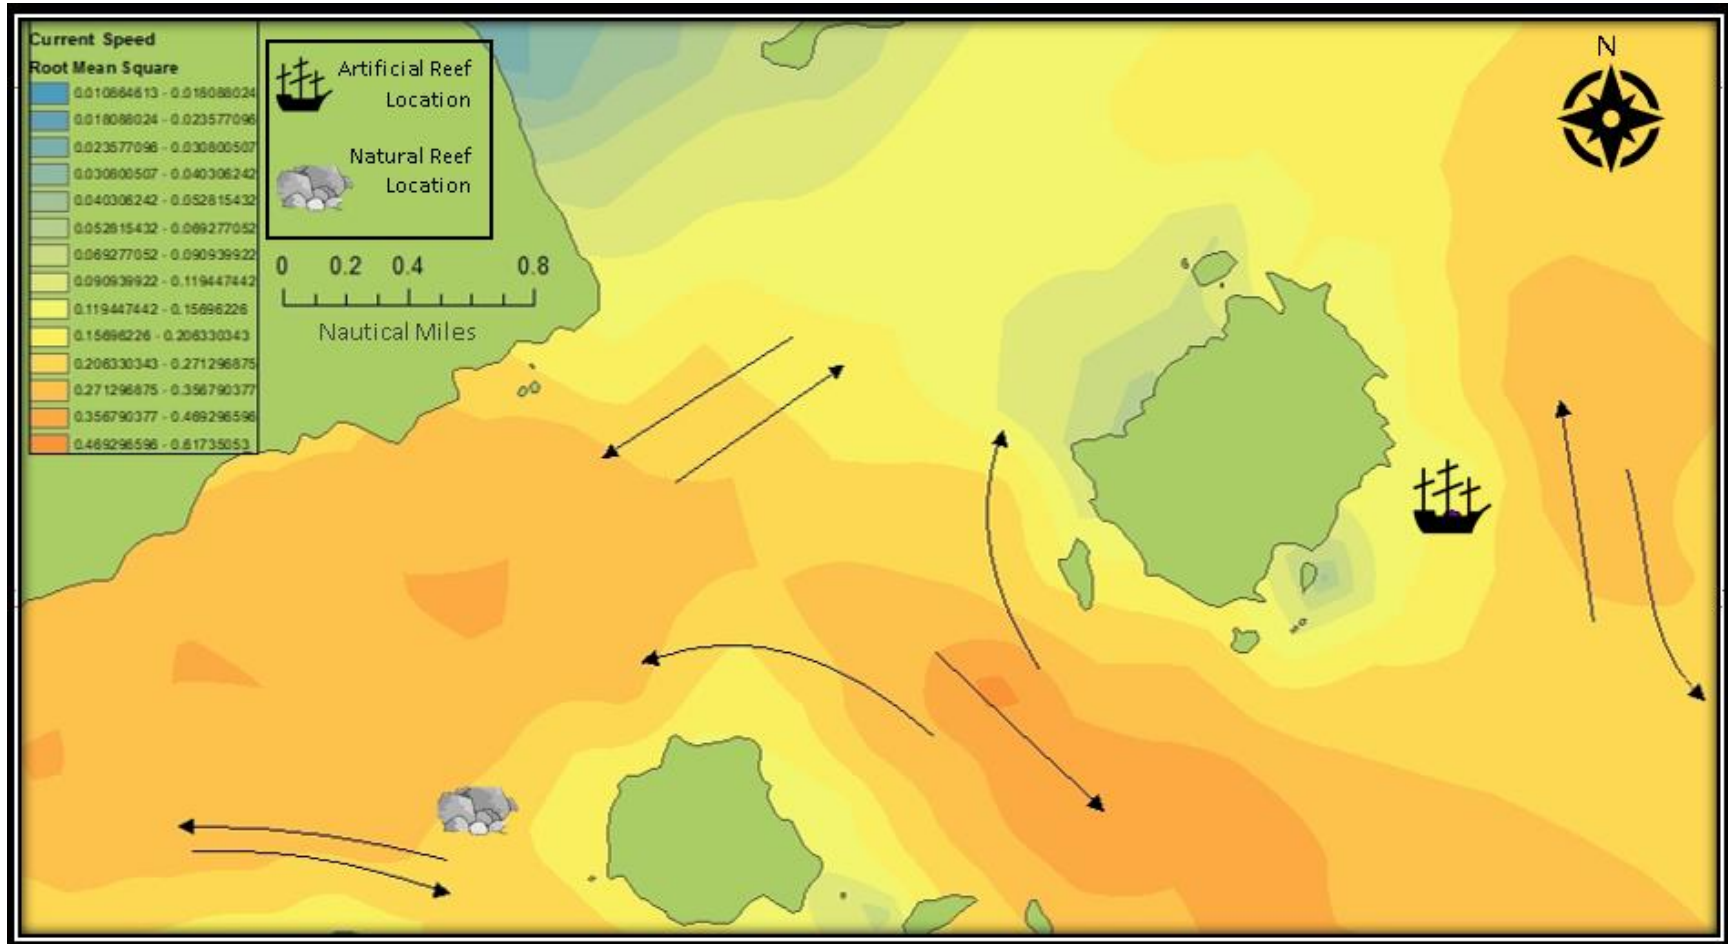 Current Speed
Root Mean Square
0.010864613 - 0.018088024
0.018088024 - 0.023577096
0.023577096 - 0.030800507
0.030800507 - 0.040306242
0.040306242 - 0.052815432
0.052815432 - 0.069277052
0.069277052 - 0.090939922
0.090939922 - 0.119447442
0.119447442 - 0.15696226
0.15696226 - 0.206330343
0.206330343 - 0.271296875
0.271296875 - 0.356790377
0.356790377 - 0.469296596
0.469296596 - 0.61735053
Artificial Reef
Location
Natural Reef
Location
0 0.2 0.4 0.8
Nautical Miles
N